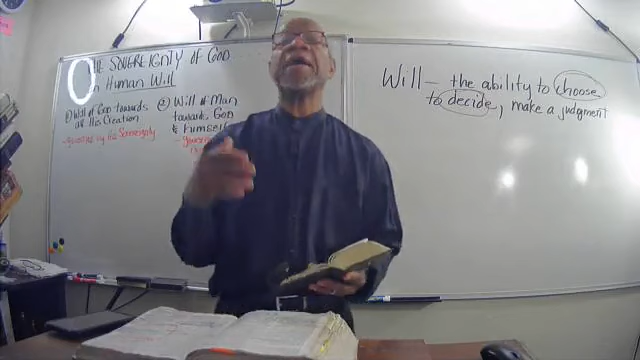 THE SOVEREIGNTY of GOD
Human Will
① Will of God towards
all His Creation
② Will of Man
towards God
& himself
Will – the ability to choose
to decide, make a judgment